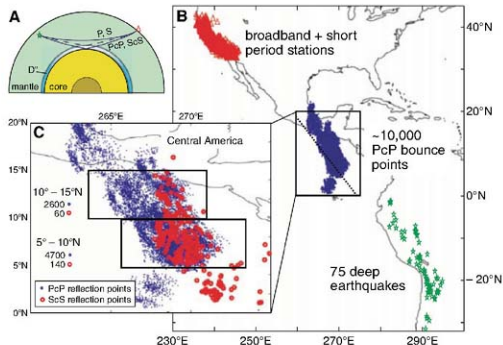 A
P, S
PcP, ScS
D"
mantle
core
B
broadband + short
period stations
40°N
20°N
~10,000
PcP bounce
points
0°N
75 deep
earthquakes
−20°N
230°E
250°E
270°E
290°E
265°E
270°E
C
20°N
15°N
10°N
5°N
0°N
Central America
10° – 15°N
2600
60
5° – 10°N
4700
140
PcP reflection points
ScS reflection points